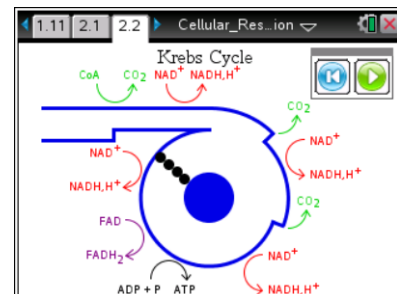 1.11 2.1 2.2 Cellular_Res...ion
Krebs Cycle
CoA CO2 NAD+ NADH,H+
CO2
NAD+
NADH,H+
NAD+
NADH,H+
CO2
FAD
FADH2
NAD+
NADH,H+
ADP + P ATP